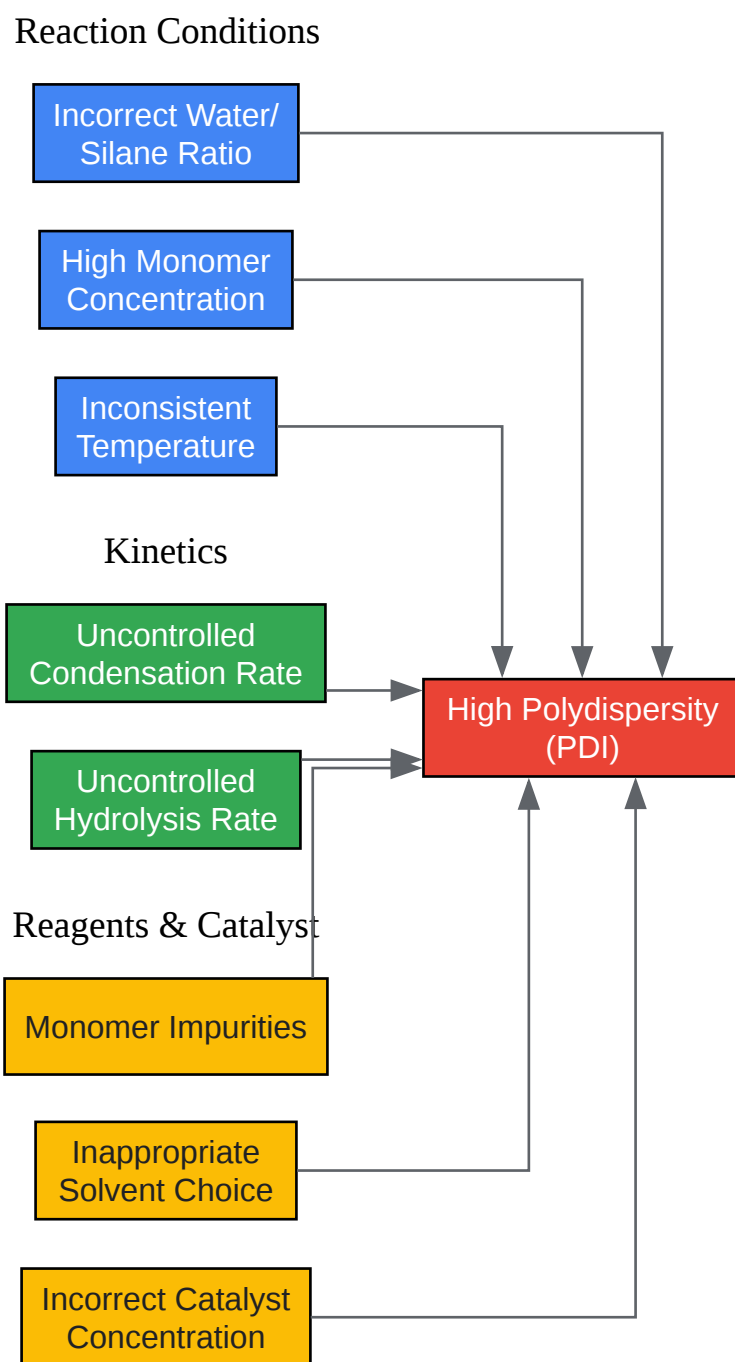 Reaction Conditions
Incorrect Water/
Silane Ratio
High Monomer
Concentration
Inconsistent
Temperature
Kinetics
Uncontrolled
Condensation Rate
High Polydispersity
(PDI)
Uncontrolled
Hydrolysis Rate
Reagents & Catalyst
Monomer Impurities
Inappropriate
Solvent Choice
Incorrect Catalyst
Concentration